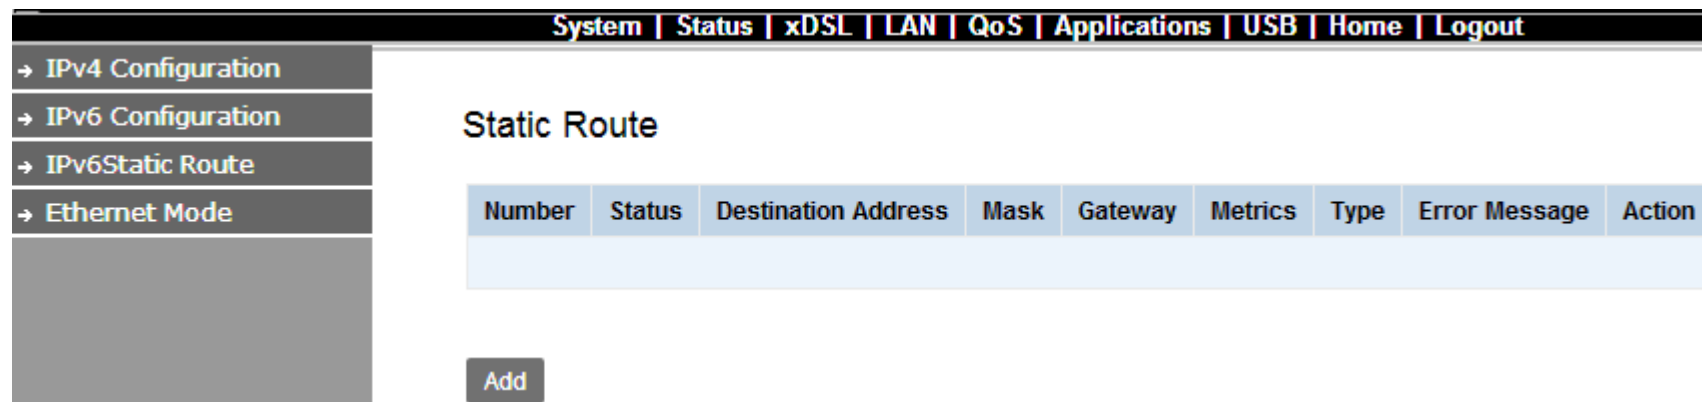 System | Status | xDSL | LAN | QoS | Applications | USB | Home | Logout
→ IPv4 Configuration
→ IPv6 Configuration
→ IPv6Static Route
→ Ethernet Mode
Static Route
Number Status Destination Address Mask Gateway Metrics Type Error Message Action
Add